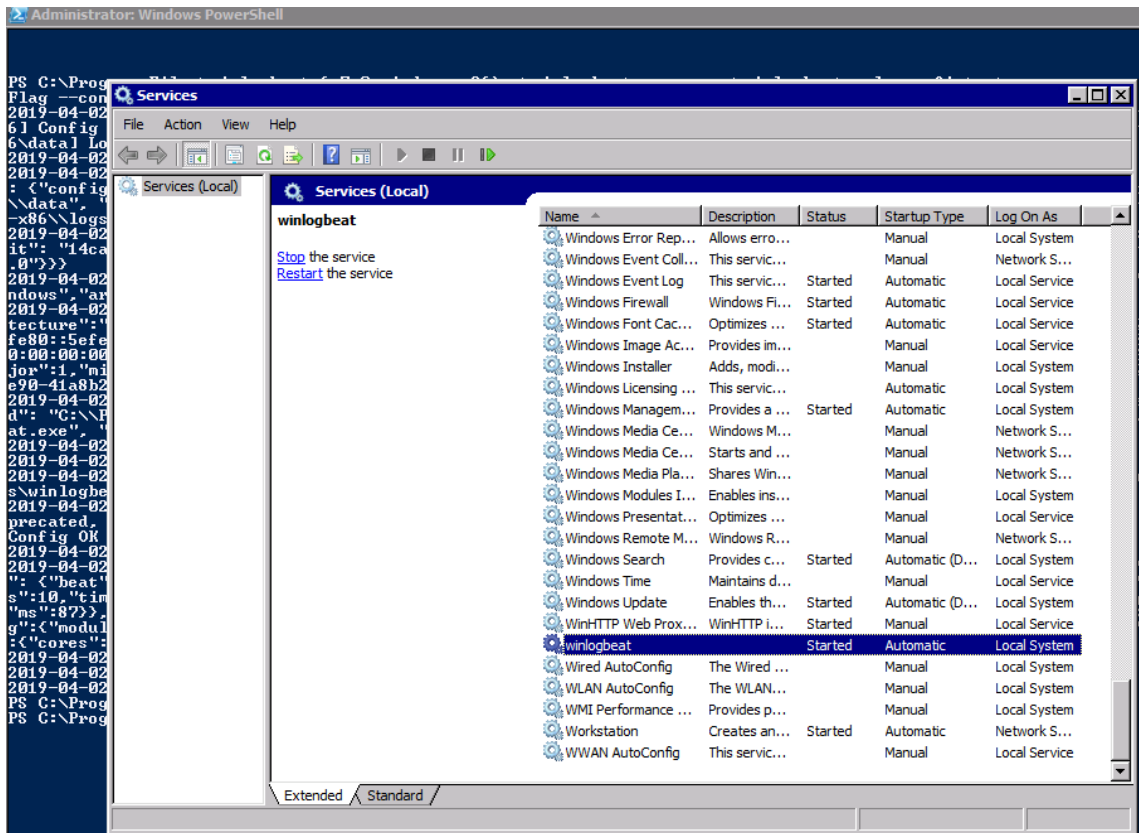 Administrator: Windows PowerShell
PS C:\Prog
Flag --con
2019-04-02
6] Config
6\data] Lo
2019-04-02
2019-04-02
: {"config
\\data", "
-x86\\logs
2019-04-02
it": "14ca
.0"}}}
2019-04-02
ndows","ar
2019-04-02
tecture":"
fe80::5efe
0:00:00:00
jor":1,"mi
e90-41a8b2
2019-04-02
d": "C:\\P
at.exe", "
2019-04-02
2019-04-02
2019-04-02
s\winlogbe
2019-04-02
precated,
Config OK
2019-04-02
2019-04-02
": {"beat"
s":10,"tim
"ms":87}},
g":{"modul
:{"cores":
2019-04-02
2019-04-02
2019-04-02
PS C:\Prog
PS C:\Prog
Services
File Action View Help
Services (Local)
Services (Local)
winlogbeat
Stop the service
Restart the service
Name Description Status Startup Type Log On As
Windows Error Rep... Allows erro... Manual Local System
Windows Event Coll... This servic... Manual Network S...
Windows Event Log This servic... Started Automatic Local Service
Windows Firewall Windows Fi... Started Automatic Local Service
Windows Font Cac... Optimizes ... Started Automatic Local Service
Windows Image Ac... Provides im... Manual Local Service
Windows Installer Adds, modi... Manual Local System
Windows Licensing ... This servic... Automatic Local System
Windows Managem... Provides a ... Started Automatic Local System
Windows Media Ce... Windows M... Manual Network S...
Windows Media Ce... Starts and ... Manual Network S...
Windows Media Pla... Shares Win... Manual Network S...
Windows Modules I... Enables ins... Manual Local System
Windows Presentat... Optimizes ... Manual Local Service
Windows Remote M... Windows R... Manual Network S...
Windows Search Provides c... Started Automatic (D... Local System
Windows Time Maintains d... Manual Local Service
Windows Update Enables th... Started Automatic (D... Local System
WinHTTP Web Prox... WinHTTP i... Manual Local Service
winlogbeat Started Automatic Local System
Wired AutoConfig The Wired ... Manual Local System
WLAN AutoConfig The WLAN... Manual Local System
WMI Performance ... Provides p... Manual Local System
Workstation Creates an... Started Automatic Network S...
WWAN AutoConfig This servic... Manual Local Service
Extended Standard